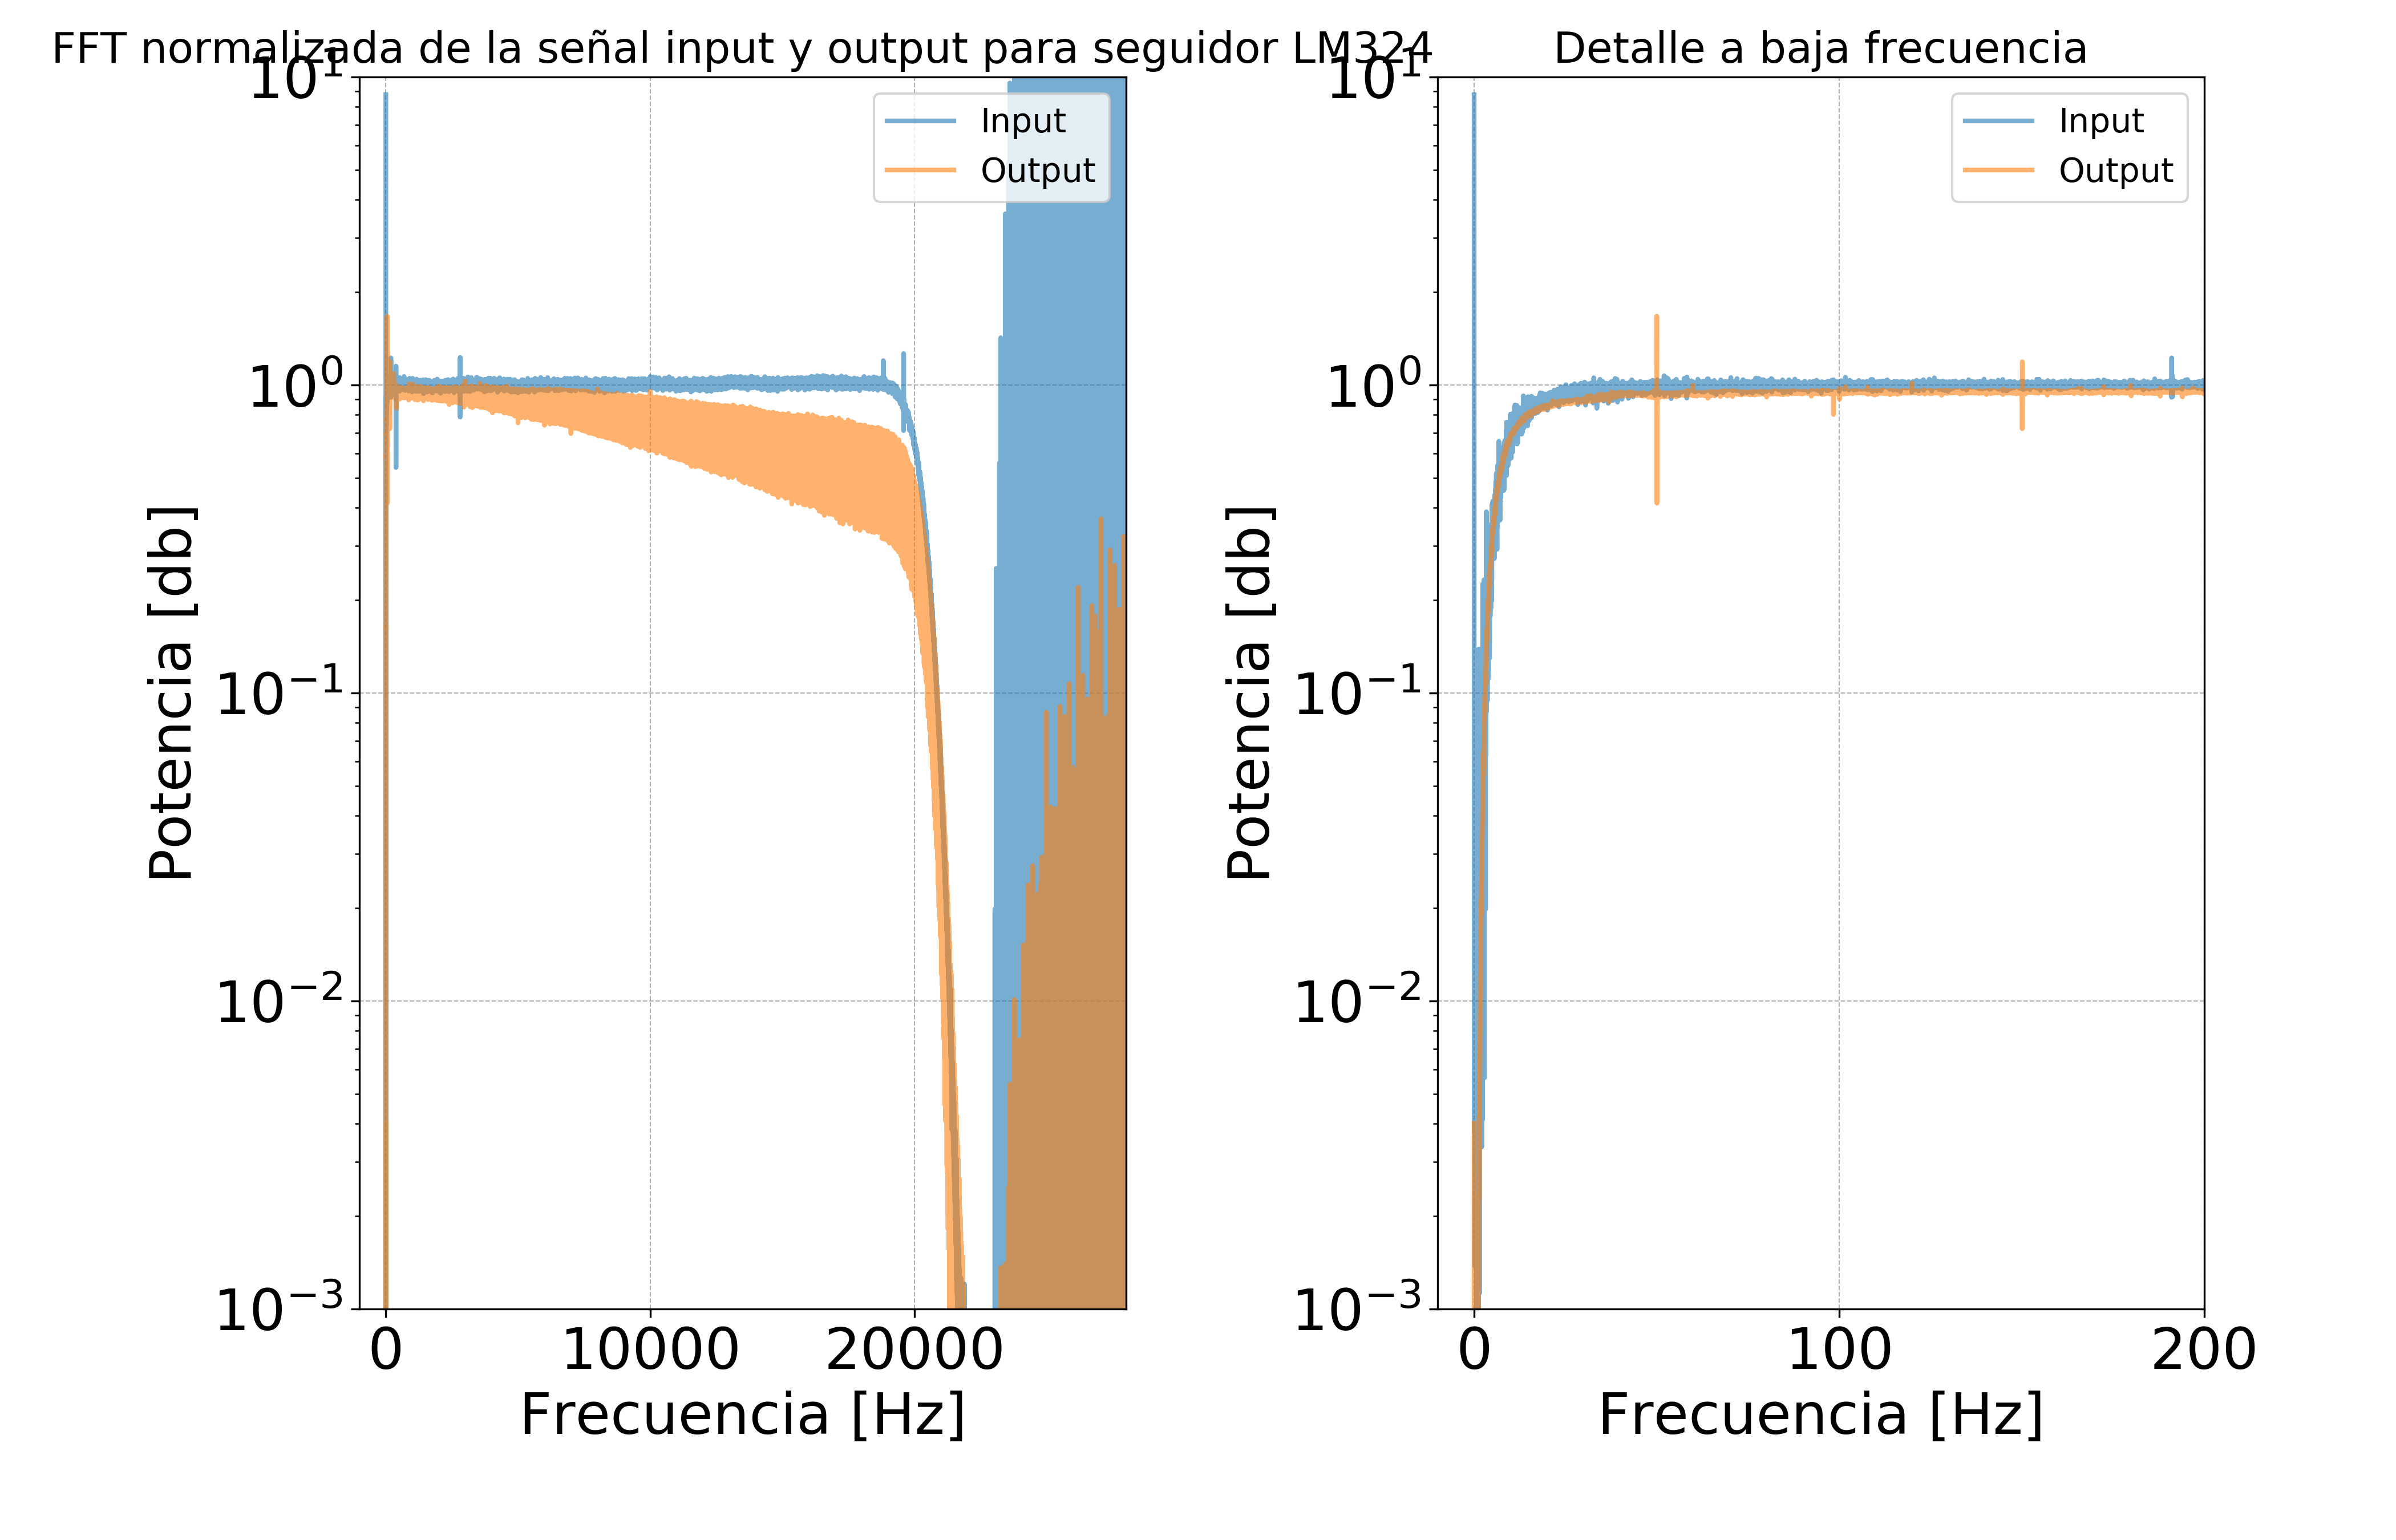 FFT normalizada de la señal input y output para seguidor LM324
10¹
10⁰
10⁻¹
10⁻²
10⁻³
Potencia [db]
Input
Output
0 10000 20000
Frecuencia [Hz]
Detalle a baja frecuencia
10¹
10⁰
10⁻¹
10⁻²
10⁻³
Potencia [db]
Input
Output
0 100 200
Frecuencia [Hz]